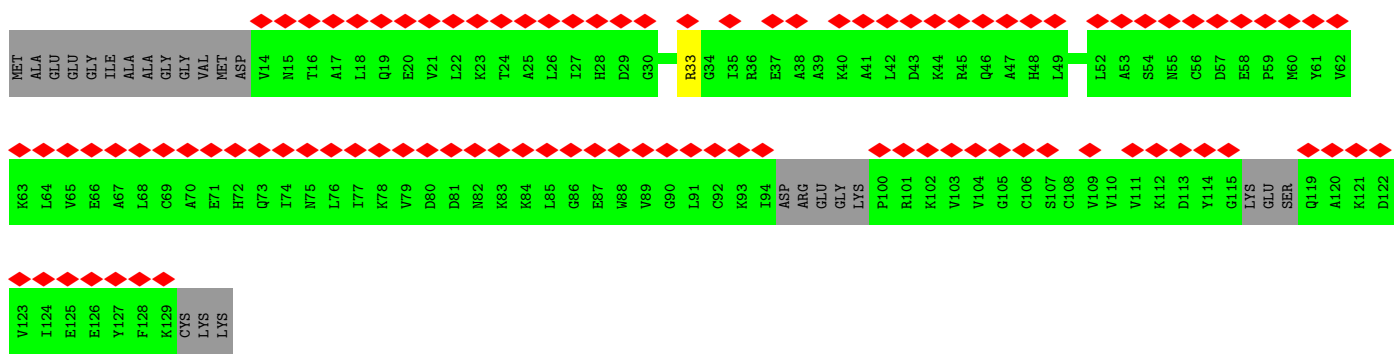 MET ALA GLU GLU GLY ILE ALA ALA GLY GLY VAL MET ASP V14 N15 T16 A17 L18 Q19 E20 V21 L22 K23 T24 A25 L26 I27 H28 D29 G30 R33 G34 I35 R36 E37 A38 A39 K40 A41 L42 D43 K44 R45 Q46 A47 H48 L49 L52 A53 S54 N55 C56 D57 E58 P59 M60 Y61 V62
K63 L64 V65 E66 A67 L68 C69 A70 E71 H72 Q73 I74 N75 L76 I77 K78 V79 D80 D81 N82 K83 K84 L85 G86 E87 W88 V89 G90 L91 C92 K93 I94 ASP ARG GLU GLY LYS P100 R101 K102 V103 V104 G105 C106 S107 C108 V109 V110 V111 K112 D113 Y114 G115 LYS GLU SER Q119 A120 K121 D122
V123 I124 E125 E126 Y127 F128 K129 CYS LYS LYS